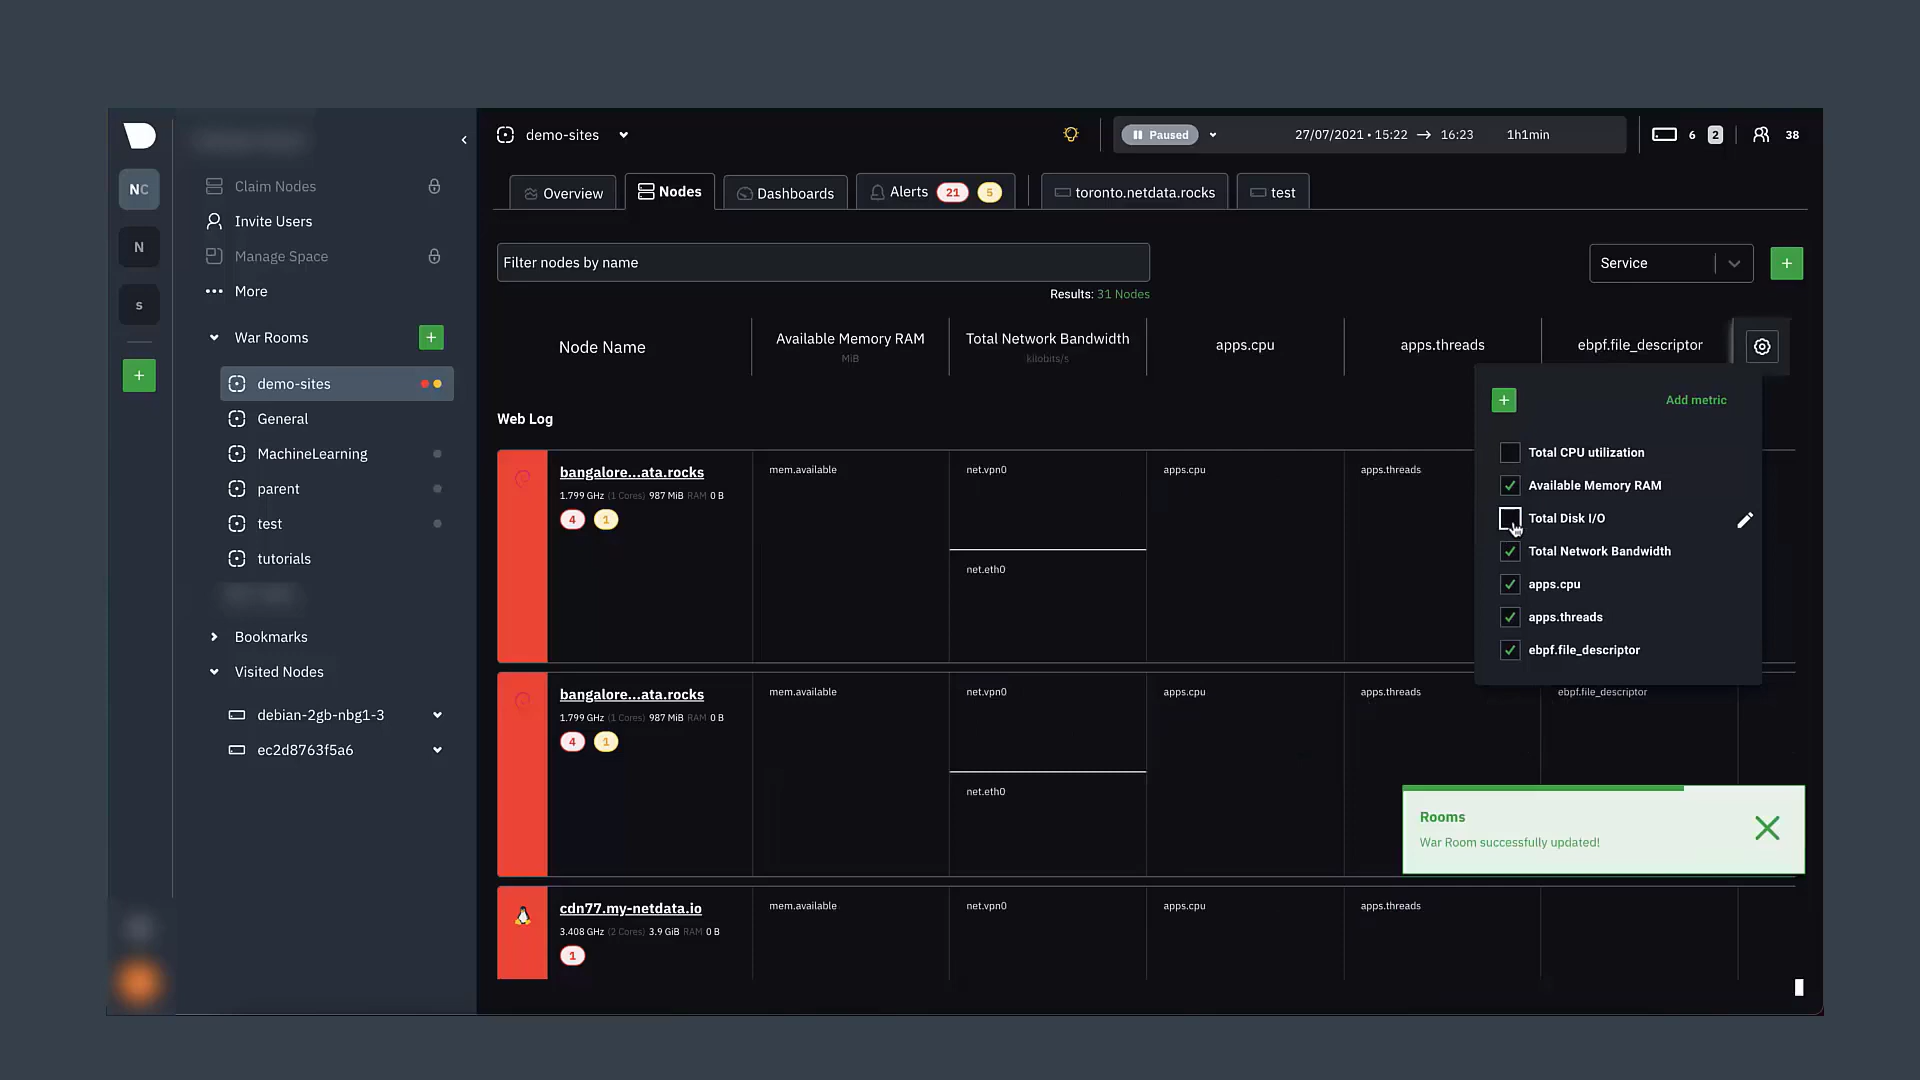 NC
N
s
+
Claim Nodes
Invite Users
Manage Space
More
War Rooms
+
demo-sites
General
MachineLearning
parent
test
tutorials
Bookmarks
Visited Nodes
debian-2gb-nbg1-3
ec2d8763f5a6
demo-sites
Paused
27/07/2021 • 15:22 → 16:23
1h1min
6
2
38
Overview
Nodes
Dashboards
Alerts 21 5
toronto.netdata.rocks
test
Filter nodes by name
Results: 31 Nodes
Service
+
Node Name
Available Memory RAM
MiB
Total Network Bandwidth
kilobits/s
apps.cpu
apps.threads
ebpf.file_descriptor
+
Add metric
Total CPU utilization
Available Memory RAM
Total Disk I/O
Total Network Bandwidth
apps.cpu
apps.threads
ebpf.file_descriptor
Web Log
bangalore...ata.rocks
1.799 GHz (1 Cores) 987 MiB RAM 0 B
4 1
mem.available
net.vpn0
net.eth0
apps.cpu
apps.threads
bangalore...ata.rocks
1.799 GHz (1 Cores) 987 MiB RAM 0 B
4 1
mem.available
net.vpn0
net.eth0
apps.cpu
apps.threads
ebpf.file_descriptor
cdn77.my-netdata.io
3.408 GHz (2 Cores) 3.9 GiB RAM 0 B
1
mem.available
net.vpn0
apps.cpu
apps.threads
Rooms
War Room successfully updated!